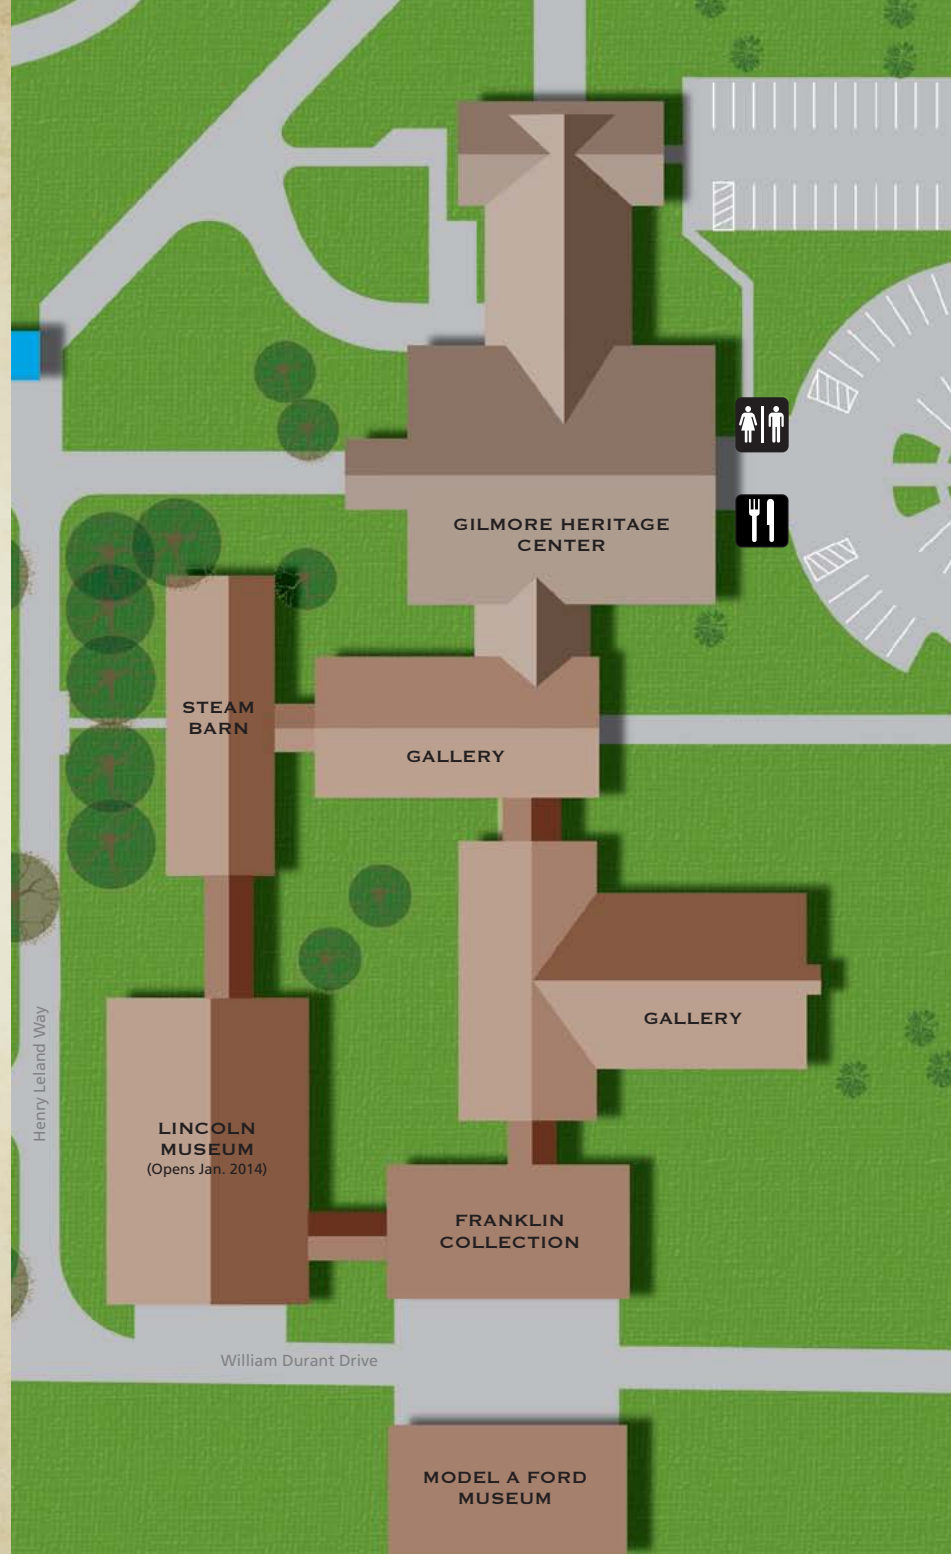 GILMORE HERITAGE
CENTER
STEAM
BARN
GALLERY
GALLERY
Henry Leland Way
LINCOLN
MUSEUM
(Opens Jan. 2014)
FRANKLIN
COLLECTION
William Durant Drive
MODEL A FORD
MUSEUM